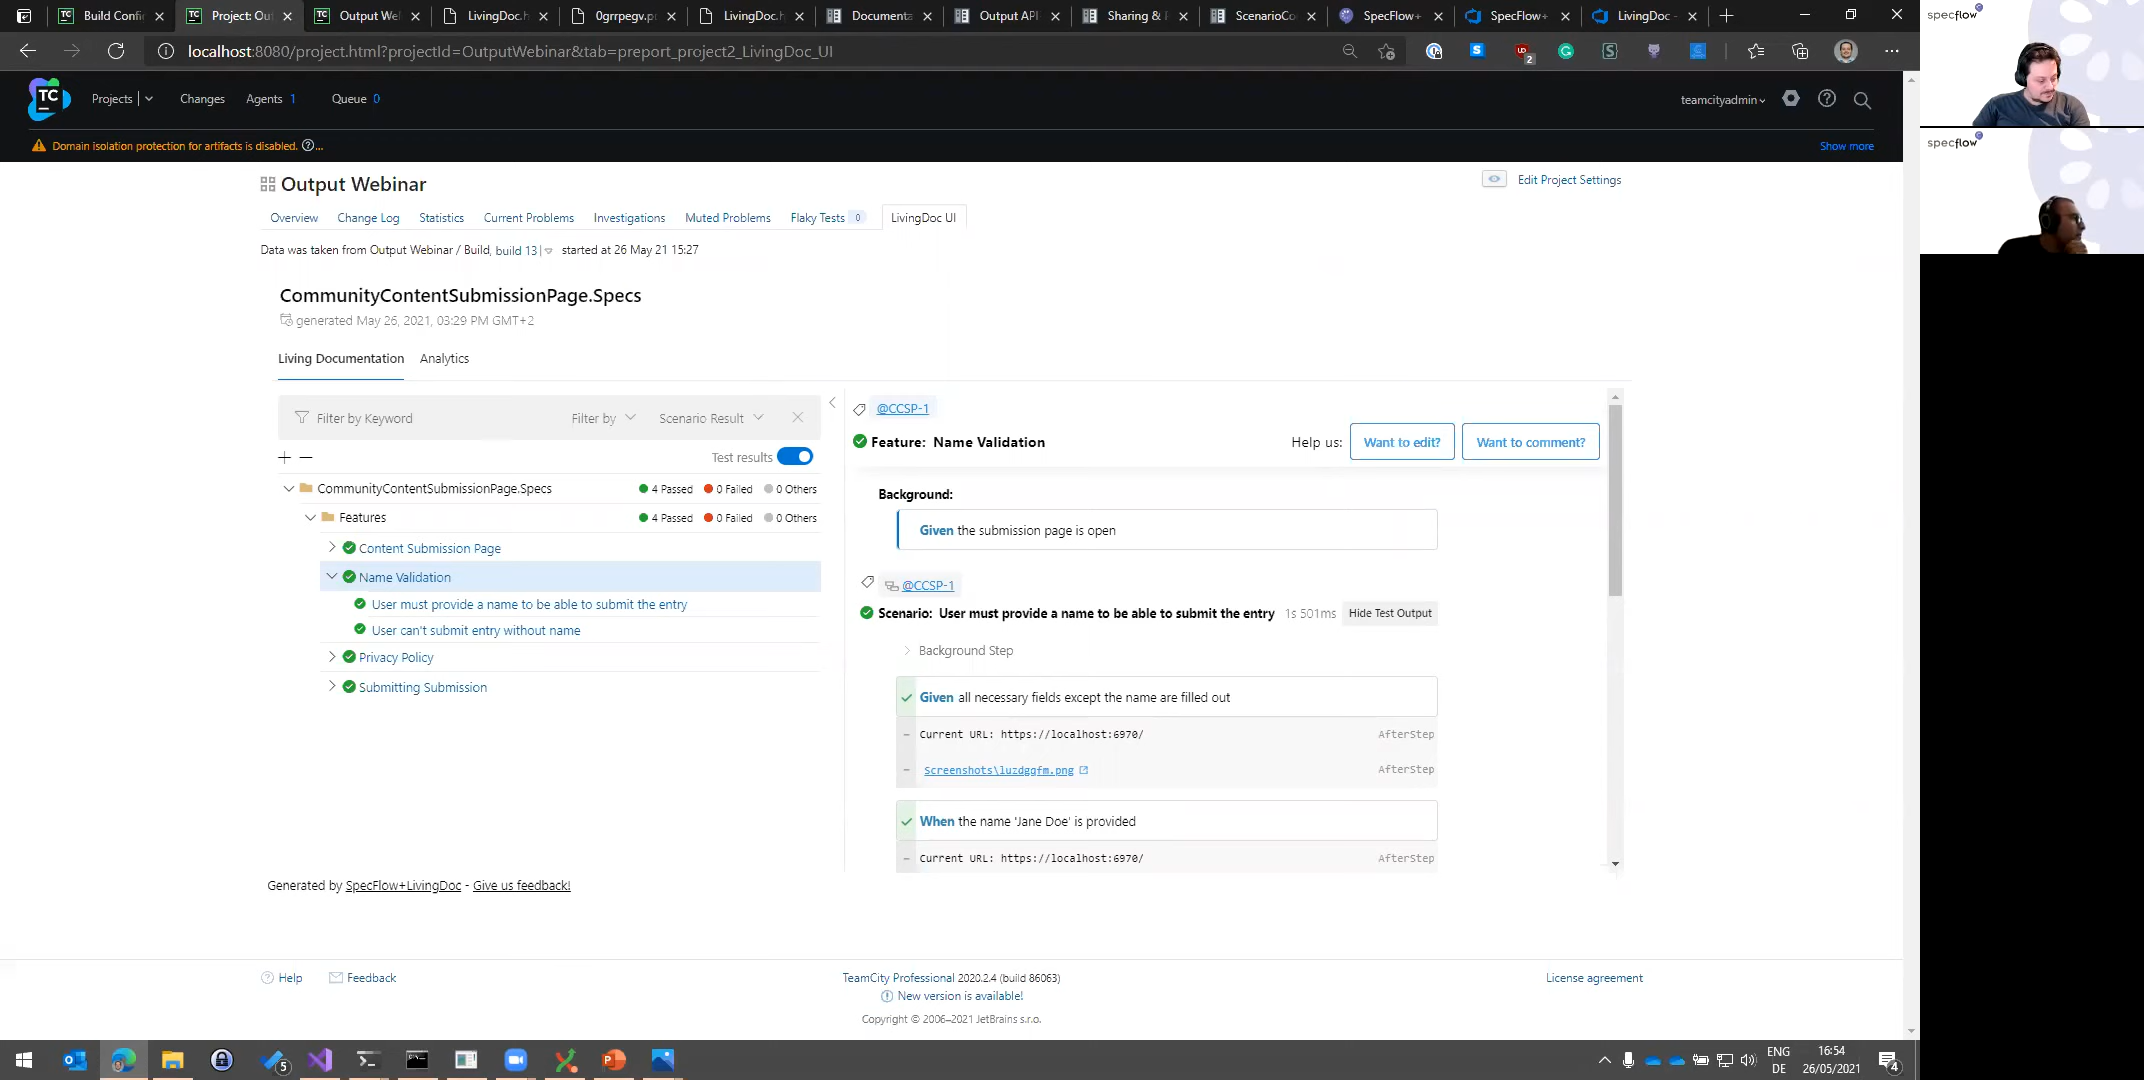 Build Confi
Project: Out
Output We
LivingDoc.h
0grrpegv.p
LivingDoc.h
Documenta
Output API
Sharing & R
ScenarioCo
SpecFlow+
SpecFlow+
LivingDoc -
specflow
localhost:8080/project.html?projectId=OutputWebinar&tab=preport_project2_LivingDoc_UI
2
TC
Projects
Changes
Agents 1
Queue 0
teamcityadmin
Domain isolation protection for artifacts is disabled. ...
Show more
specflow
Output Webinar
Edit Project Settings
Overview
Change Log
Statistics
Current Problems
Investigations
Muted Problems
Flaky Tests 0
LivingDoc UI
Data was taken from Output Webinar / Build, build 13 started at 26 May 21 15:27
CommunityContentSubmissionPage.Specs
generated May 26, 2021, 03:29 PM GMT+2
Living Documentation
Analytics
Filter by Keyword
Filter by
Scenario Result
Test results
CommunityContentSubmissionPage.Specs
4 Passed
0 Failed
0 Others
Features
4 Passed
0 Failed
0 Others
Content Submission Page
Name Validation
User must provide a name to be able to submit the entry
User can't submit entry without name
Privacy Policy
Submitting Submission
@CCSP-1
Feature: Name Validation
Help us:
Want to edit?
Want to comment?
Background:
Given the submission page is open
@CCSP-1
Scenario: User must provide a name to be able to submit the entry 1s 501ms
Hide Test Output
Background Step
Given all necessary fields except the name are filled out
Current URL: https://localhost:6970/
AfterStep
Screenshots\luzdgqfm.png
AfterStep
When the name 'Jane Doe' is provided
Current URL: https://localhost:6970/
AfterStep
Generated by SpecFlow+LivingDoc - Give us feedback!
Help
Feedback
TeamCity Professional 2020.2.4 (build 86063)
New version is available!
Copyright © 2006–2021 JetBrains s.r.o.
License agreement
5
ENG
DE
16:54
26/05/2021
4